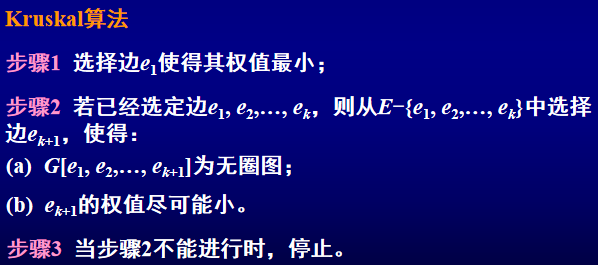 Kruskal算法
步骤1 选择边e1使得其权值最小；
步骤2 若已经选定边e1, e2,…, ek，则从E−{e1, e2,…, ek}中选择
边ek+1，使得：
(a) G[e1, e2,…, ek+1]为无圈图；
(b) ek+1的权值尽可能小。
步骤3 当步骤2不能进行时，停止。